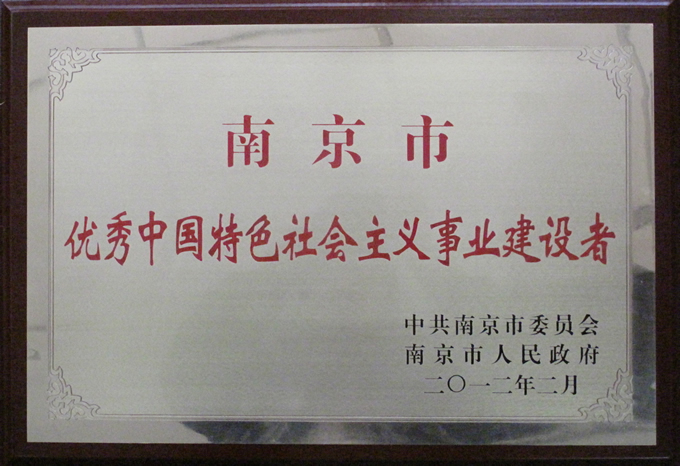 南京市
优秀中国特色社会主义事业建设者
中共南京市委员会
南京市人民政府
二〇一二年二月